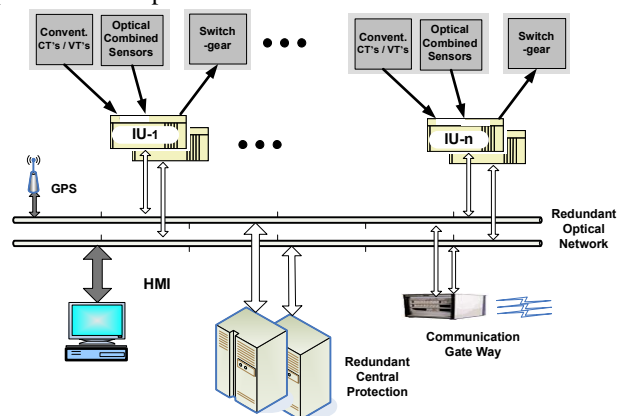 Convent.
CT's / VT's
Optical
Combined
Sensors
Switch
-gear
Convent.
CT's / VT's
Optical
Combined
Sensors
Switch
-gear
IU-1
IU-n
GPS
Redundant
Optical
Network
HMI
Communication
Gate Way
Redundant
Central
Protection